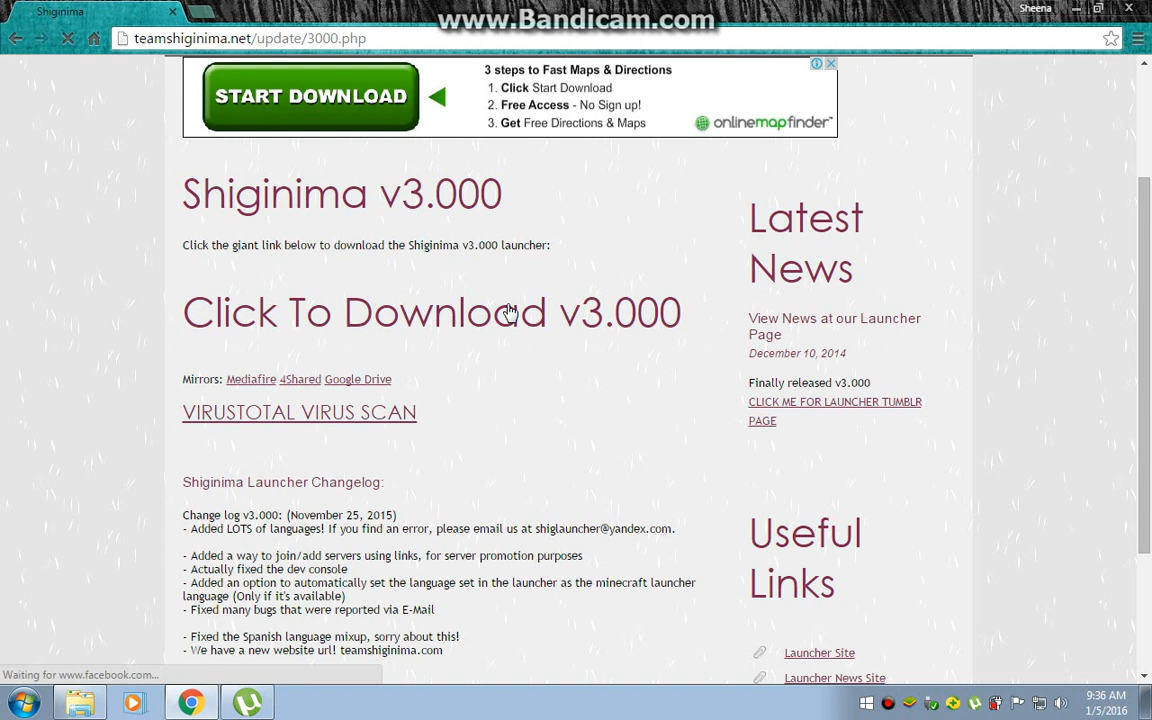 Shiginima
www.Bandicam.com
Sheena
teamshiginima.net/update/3000.php
START DOWNLOAD
3 steps to Fast Maps & Directions
1. Click Start Download
2. Free Access - No Sign up!
3. Get Free Directions & Maps
onlinemapfinder™
Shiginima v3.000
Click the giant link below to download the Shiginima v3.000 launcher:
Click To Download v3.000
Mirrors: Mediafire 4Shared Google Drive
VIRUSTOTAL VIRUS SCAN
Shiginima Launcher Changelog:
Change log v3.000: (November 25, 2015)
- Added LOTS of languages! If you find an error, please email us at shiglauncher@yandex.com.
- Added a way to join/add servers using links, for server promotion purposes
- Actually fixed the dev console
- Added an option to automatically set the language set in the launcher as the minecraft launcher
language (Only if it's available)
- Fixed many bugs that were reported via E-Mail
- Fixed the Spanish language mixup, sorry about this!
- We have a new website url! teamshiginima.com
Latest
News
View News at our Launcher
Page
December 10, 2014
Finally released v3.000
CLICK ME FOR LAUNCHER TUMBLR
PAGE
Useful
Links
Launcher Site
Launcher News Site
Waiting for www.facebook.com...
9:36 AM
1/5/2016